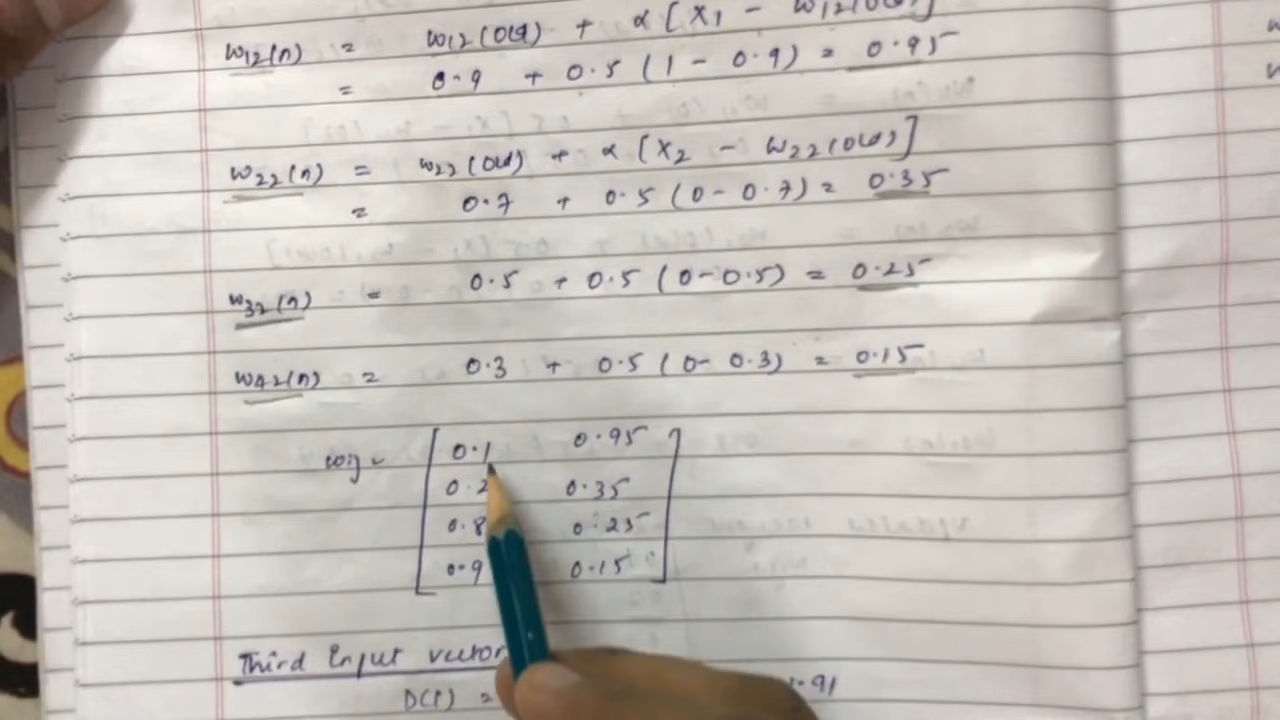 w12(n) = w12(old) + α[x1 - w12(old)]
= 0.9 + 0.5 (1 - 0.9) = 0.95
w22(n) = w22(old) + α[x2 - w22(old)]
= 0.7 + 0.5 (0 - 0.7) = 0.35
w32(n) = 0.5 + 0.5 (0 - 0.5) = 0.25
w42(n) = 0.3 + 0.5 (0 - 0.3) = 0.15
wij = 0.1 0.95
0.2 0.35
0.8 0.25
0.9 0.15
Third Input vector
D(1) =